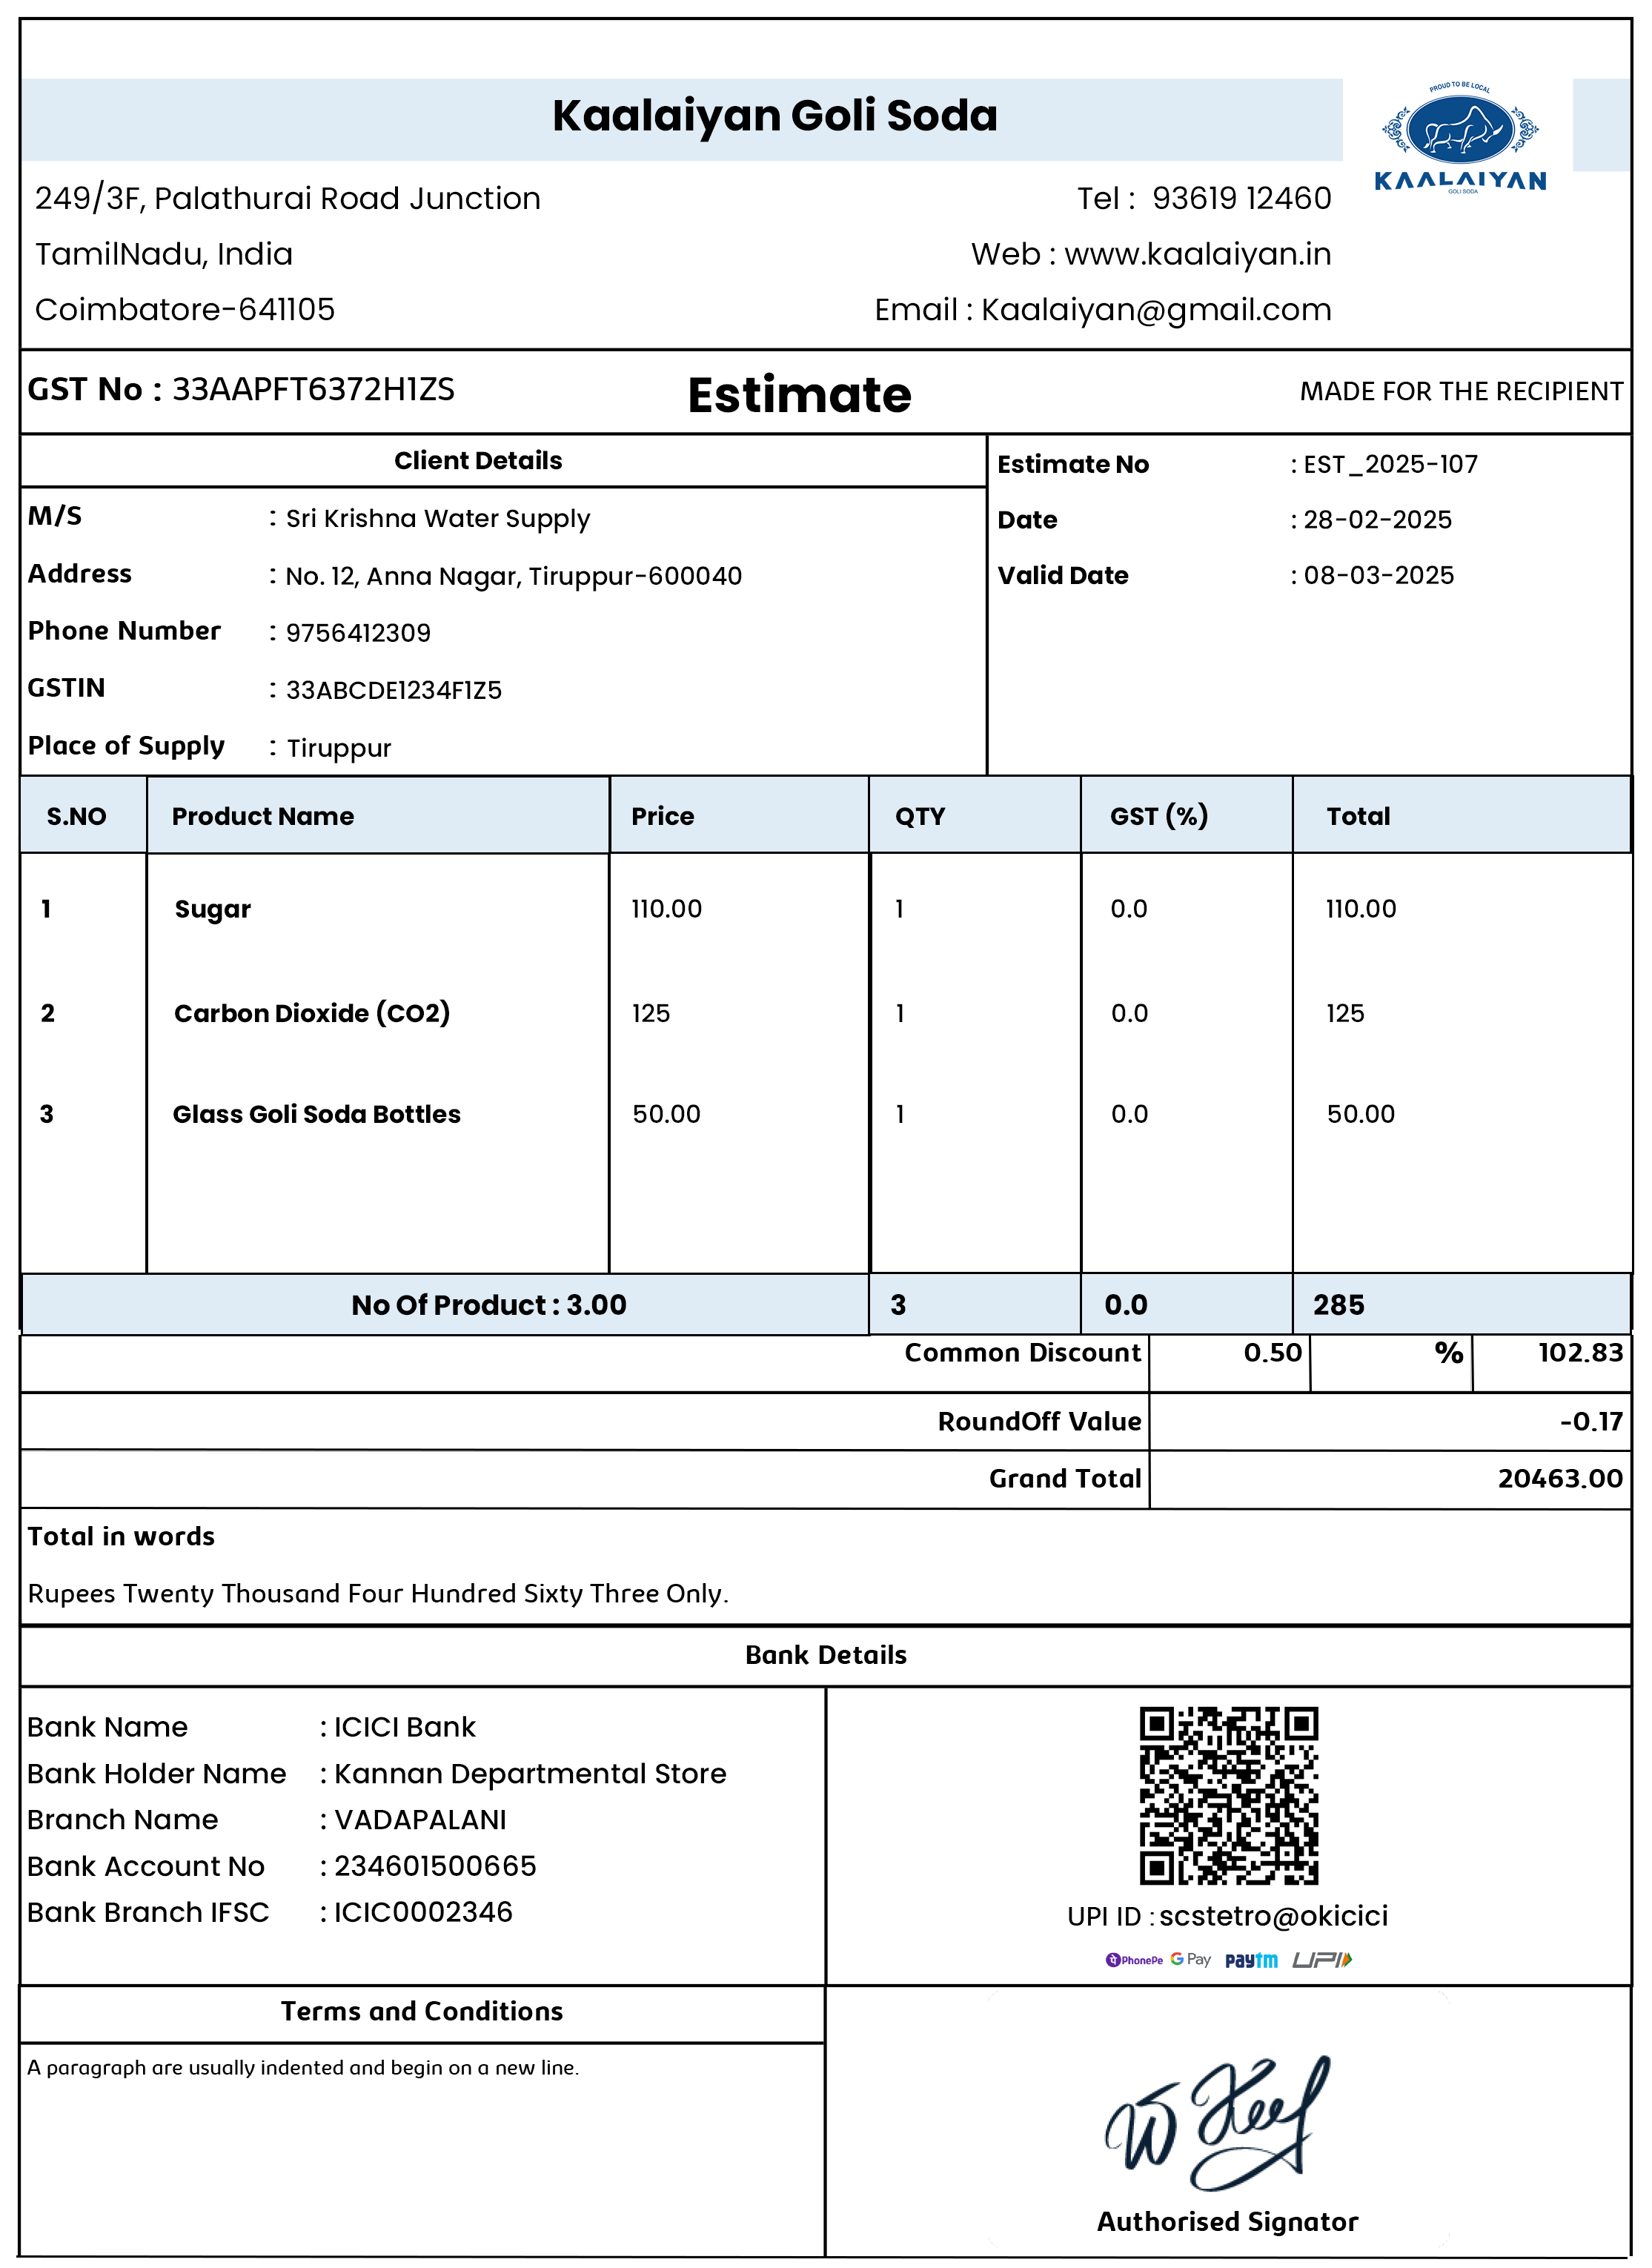 Kaalaiyan Goli Soda
PROUD TO BE LOCAL
KAALAIYAN
GOLI SODA
249/3F, Palathurai Road Junction
Tel : 93619 12460
TamilNadu, India
Web : www.kaalaiyan.in
Coimbatore-641105
Email : Kaalaiyan@gmail.com
GST No : 33AAPFT6372H1ZS
Estimate
MADE FOR THE RECIPIENT
Client Details
M/S : Sri Krishna Water Supply
Address : No. 12, Anna Nagar, Tiruppur-600040
Phone Number : 9756412309
GSTIN : 33ABCDE1234F1Z5
Place of Supply : Tiruppur
Estimate No : EST_2025-107
Date : 28-02-2025
Valid Date : 08-03-2025
S.NO Product Name Price QTY GST (%) Total
1 Sugar 110.00 1 0.0 110.00
2 Carbon Dioxide (CO2) 125 1 0.0 125
3 Glass Goli Soda Bottles 50.00 1 0.0 50.00
No Of Product : 3.00 3 0.0 285
Common Discount 0.50 % 102.83
RoundOff Value -0.17
Grand Total 20463.00
Total in words
Rupees Twenty Thousand Four Hundred Sixty Three Only.
Bank Details
Bank Name : ICICI Bank
Bank Holder Name : Kannan Departmental Store
Branch Name : VADAPALANI
Bank Account No : 234601500665
Bank Branch IFSC : ICIC0002346
UPI ID : scstetro@okicici
PhonePe G Pay paytm UPI
Terms and Conditions
A paragraph are usually indented and begin on a new line.
Authorised Signator